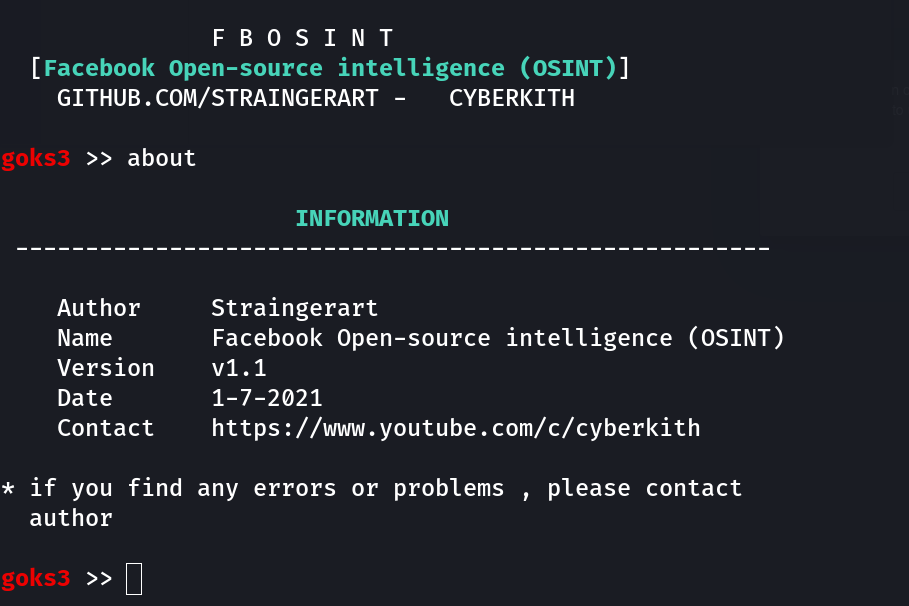 F B O S I N T
[Facebook Open-source intelligence (OSINT)]
GITHUB.COM/STRAINGERART - CYBERKITH
goks3 >> about
INFORMATION
------------------------------------------------------
Author Straingerart
Name Facebook Open-source intelligence (OSINT)
Version v1.1
Date 1-7-2021
Contact https://www.youtube.com/c/cyberkith
* if you find any errors or problems , please contact
author
goks3 >>